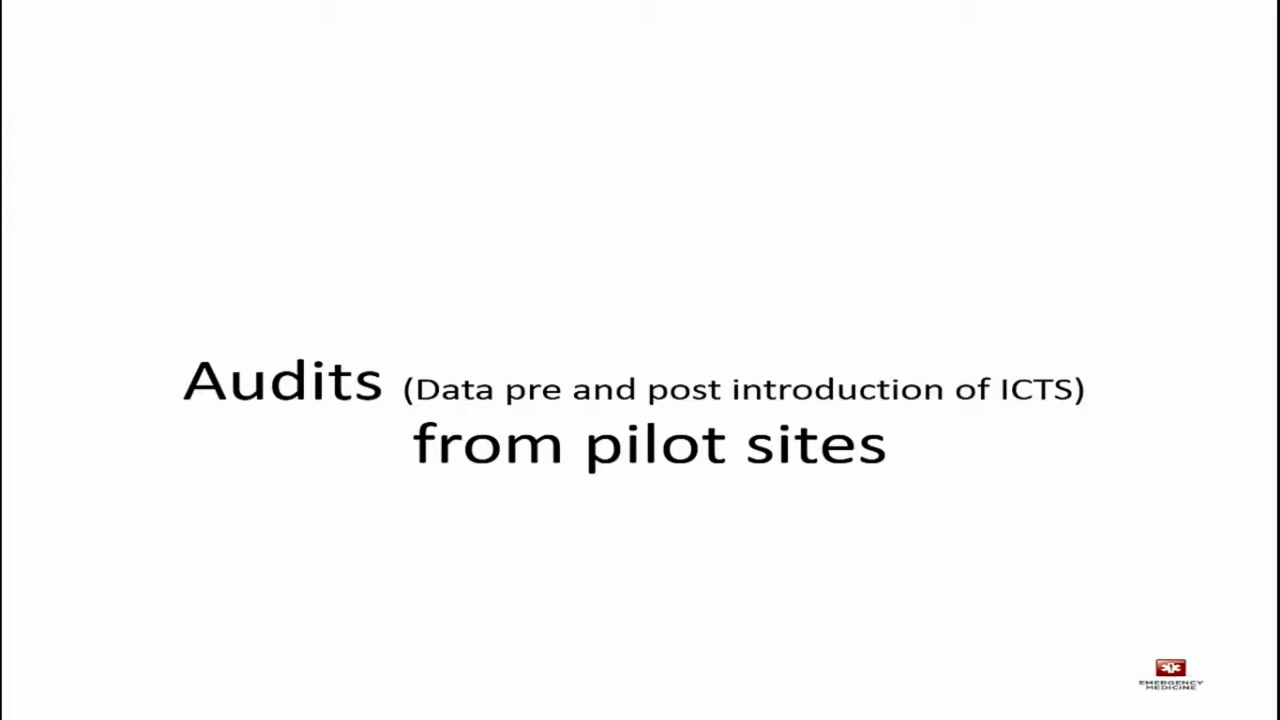 Audits (Data pre and post introduction of ICTS)
from pilot sites
EMERGENCY
MEDICINE